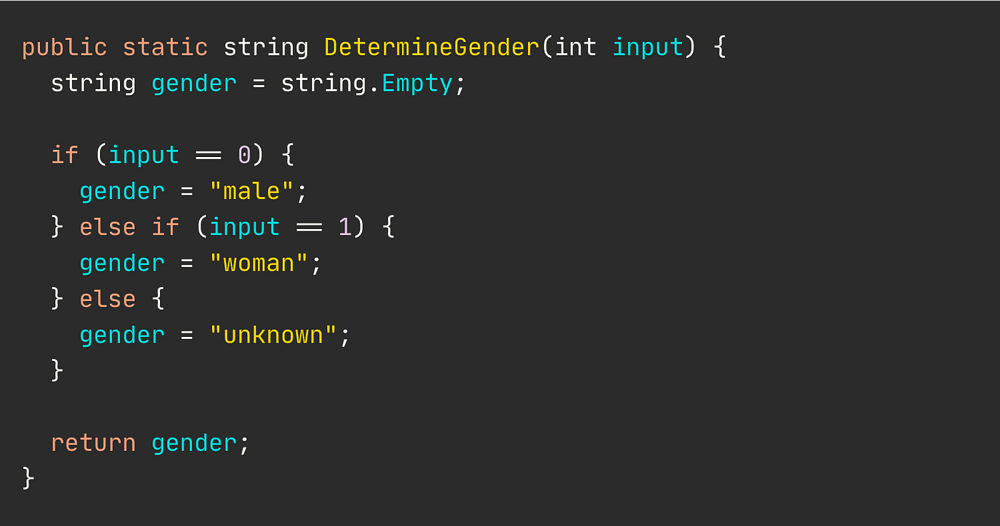 public static string DetermineGender(int input) {
  string gender = string.Empty;

  if (input == 0) {
    gender = "male";
  } else if (input == 1) {
    gender = "woman";
  } else {
    gender = "unknown";
  }

  return gender;
}